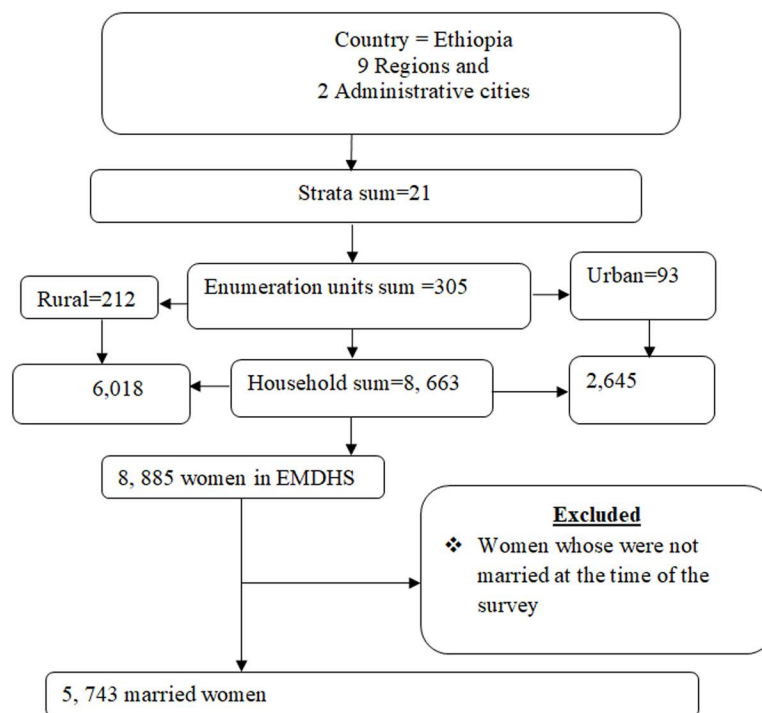 Country = Ethiopia
9 Regions and
2 Administrative cities
Strata sum=21
Rural=212
Enumeration units sum =305
Urban=93
6,018
Household sum=8, 663
2,645
8, 885 women in EMDHS
Excluded
❖ Women whose were not
married at the time of the
survey
5, 743 married women